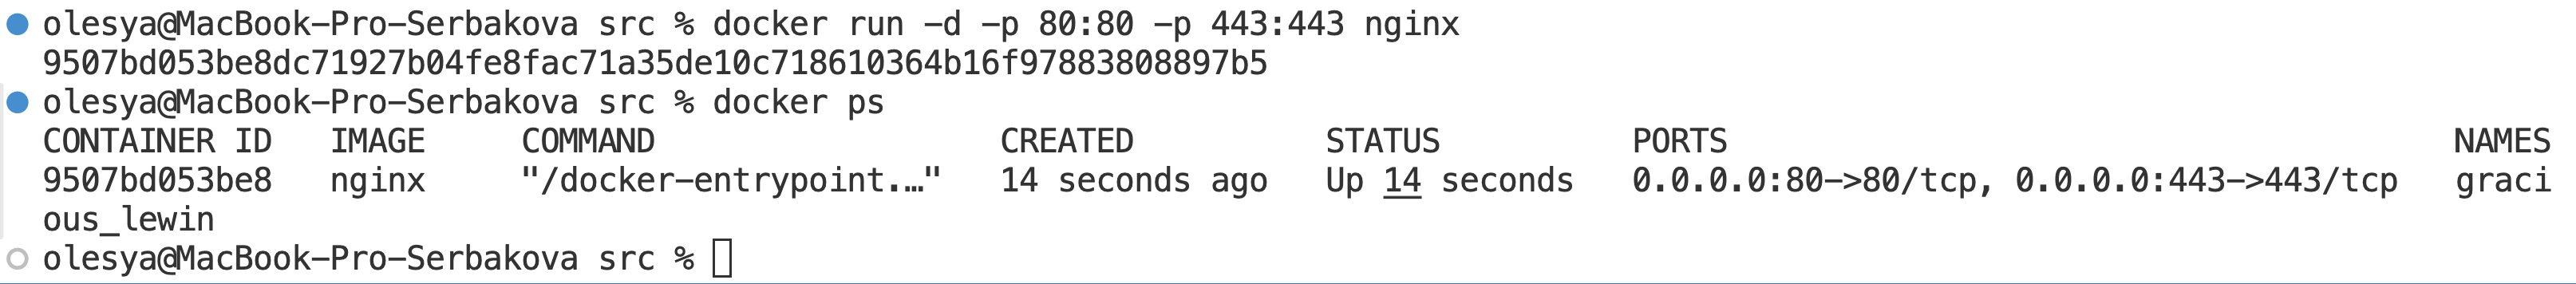 olesya@MacBook-Pro-Serbakova src % docker run -d -p 80:80 -p 443:443 nginx
9507bd053be8dc71927b04fe8fac71a35de10c718610364b16f97883808897b5
olesya@MacBook-Pro-Serbakova src % docker ps
CONTAINER ID   IMAGE     COMMAND                  CREATED          STATUS          PORTS                                      NAMES
9507bd053be8   nginx     "/docker-entrypoint.…"   14 seconds ago   Up 14 seconds   0.0.0.0:80->80/tcp, 0.0.0.0:443->443/tcp   graci
ous_lewin
olesya@MacBook-Pro-Serbakova src %